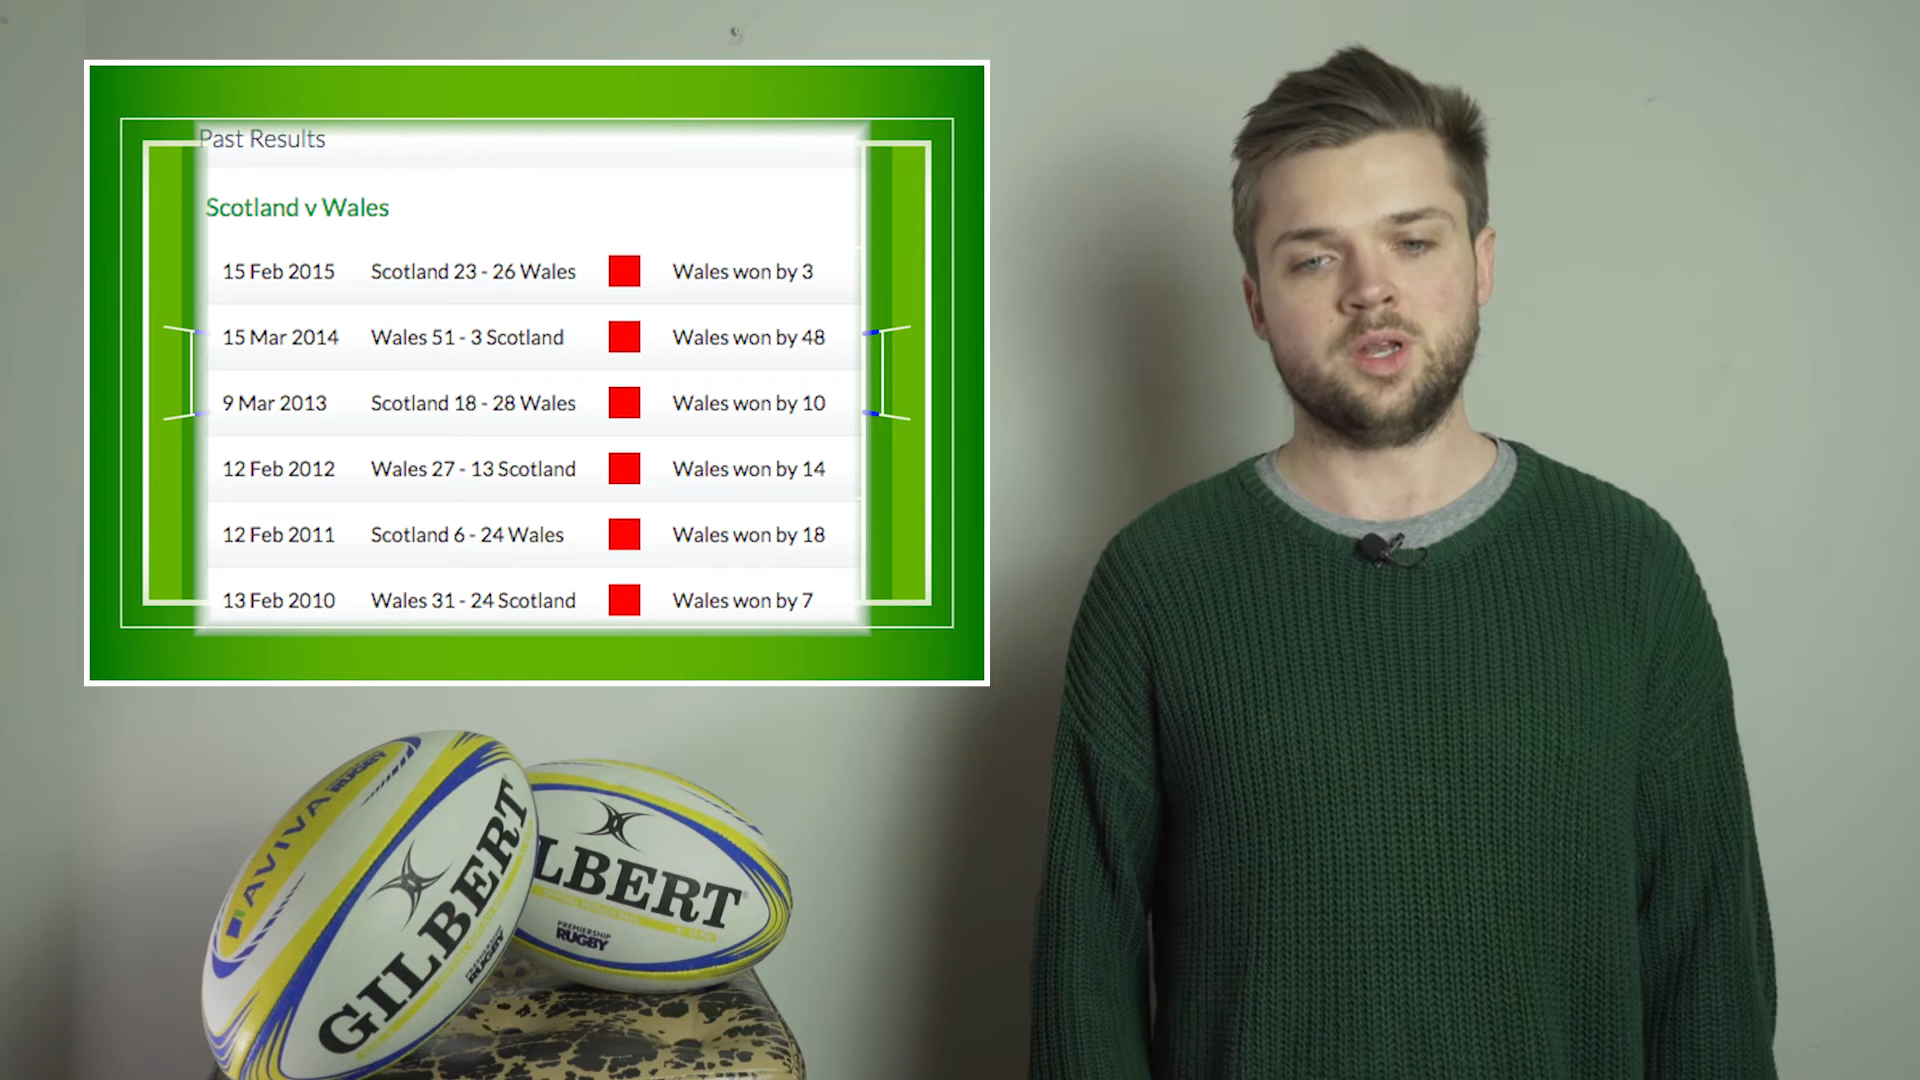 Past Results
Scotland v Wales
15 Feb 2015 Scotland 23 - 26 Wales Wales won by 3
15 Mar 2014 Wales 51 - 3 Scotland Wales won by 48
9 Mar 2013 Scotland 18 - 28 Wales Wales won by 10
12 Feb 2012 Wales 27 - 13 Scotland Wales won by 14
12 Feb 2011 Scotland 6 - 24 Wales Wales won by 18
13 Feb 2010 Wales 31 - 24 Scotland Wales won by 7
AVIVA
RUGBY
GILBERT
PREMIERSHIP
RUGBY
LBERT
PREMIERSHIP
RUGBY